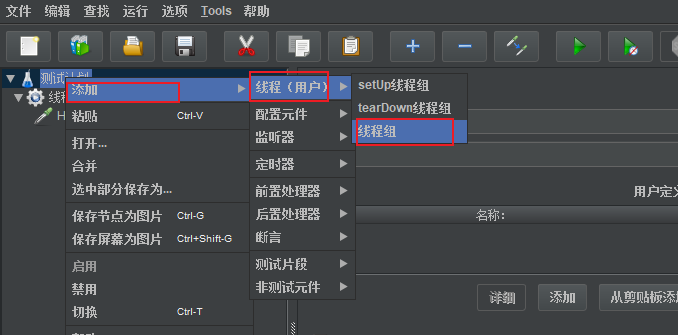 文件 编辑 查找 运行 选项 Tools 帮助
测试计划
线程
H
添加
粘贴 Ctrl-V
打开...
合并
选中部分保存为...
保存节点为图片 Ctrl-G
保存屏幕为图片 Ctrl+Shift-G
启用
禁用
切换 Ctrl-T
线程（用户）
配置元件
监听器
定时器
前置处理器
后置处理器
断言
测试片段
非测试元件
setUp线程组
tearDown线程组
线程组
用户定义
名称:
详细 添加 从剪贴板添加